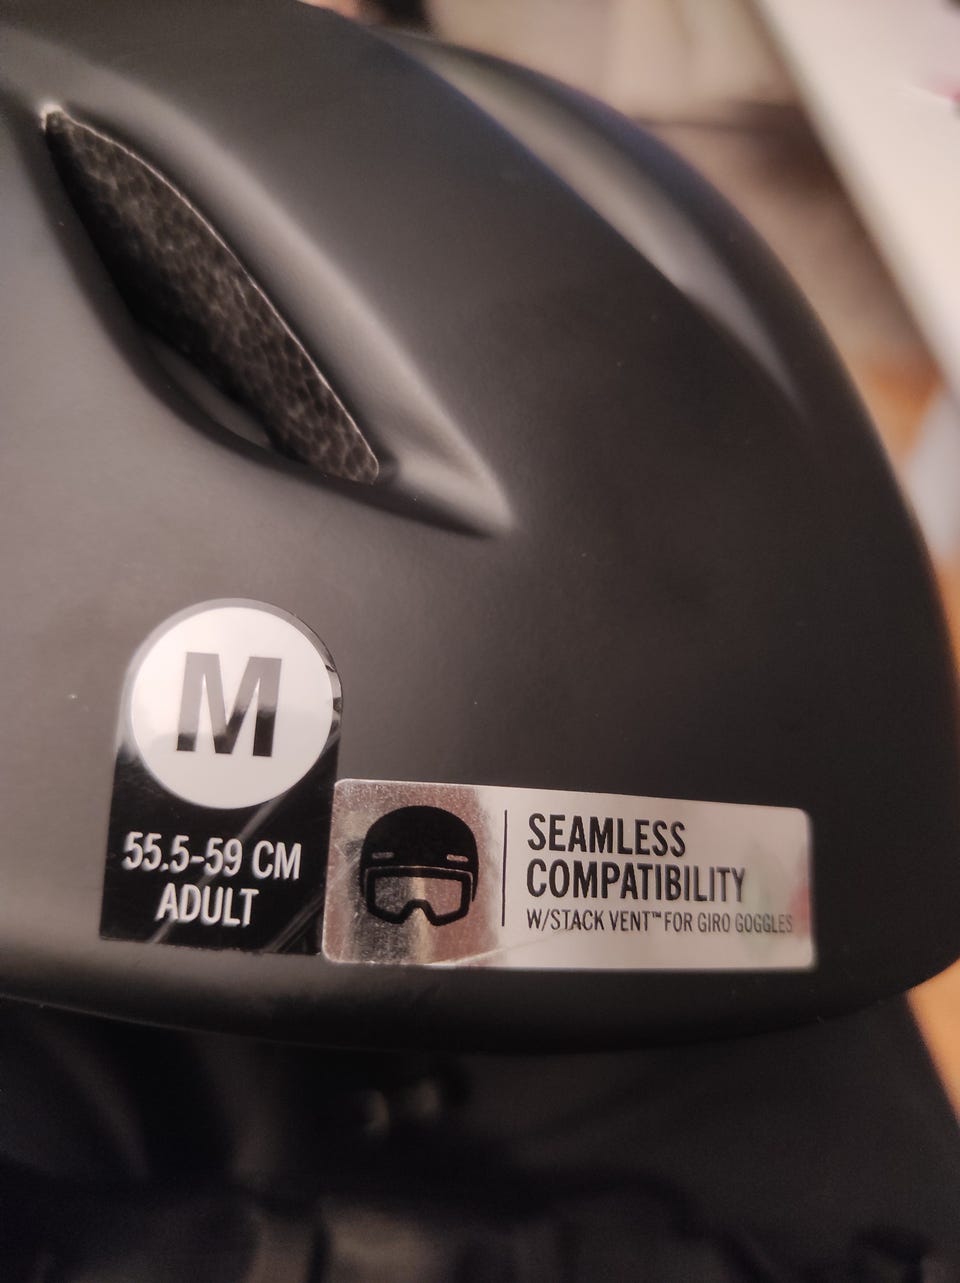 M
55.5-59 CM
ADULT
SEAMLESS
COMPATIBILITY
W/STACK VENT™ FOR GIRO GOGGLES